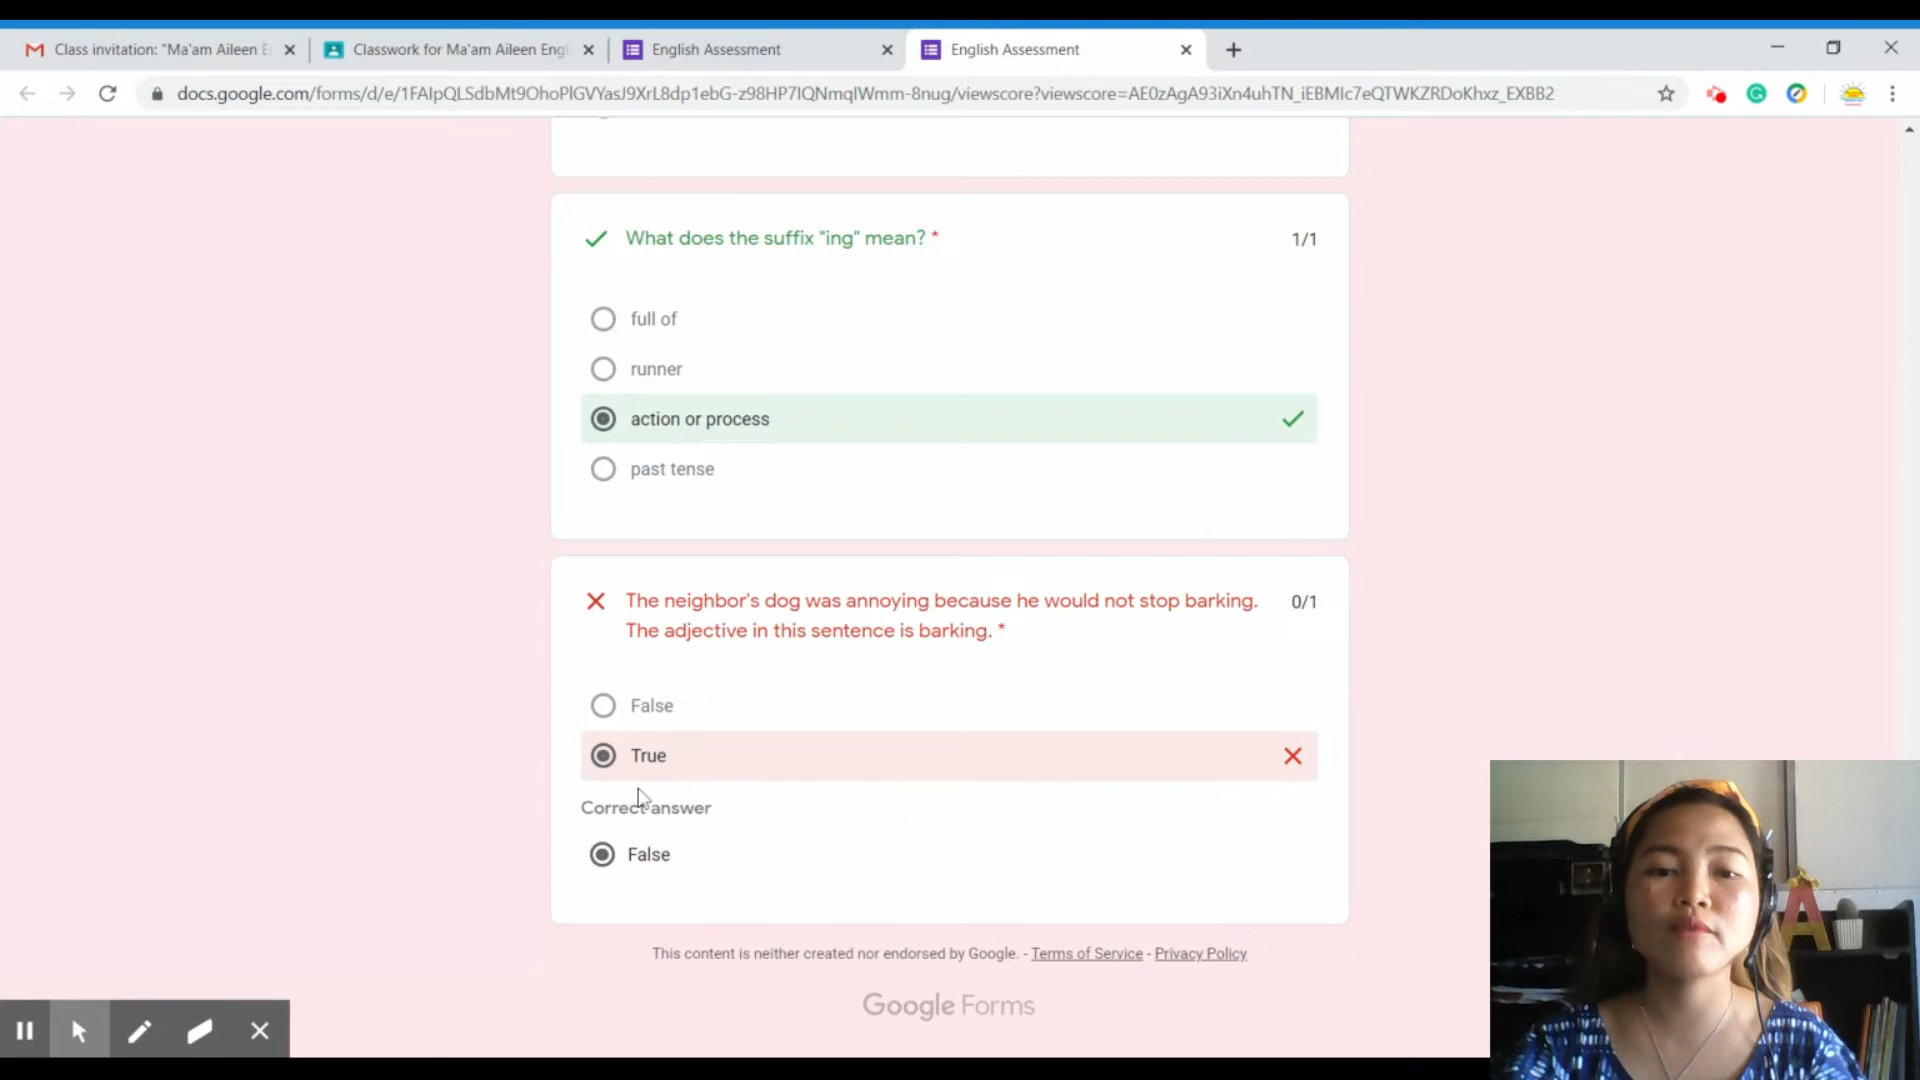 Class invitation: "Ma'am Aileen E
Classwork for Ma'am Aileen Engl
English Assessment
English Assessment
docs.google.com/forms/d/e/1FAIpQLSdbMt9OhoPlGVYasJ9XrL8dp1ebG-z98HP7IQNmqIWmm-8nug/viewscore?viewscore=AE0zAgA93iXn4uhTN_iEBMIc7eQTWKZRDoKhxz_EXBB2
What does the suffix "ing" mean? *
1/1
full of
runner
action or process
past tense
The neighbor's dog was annoying because he would not stop barking.
0/1
The adjective in this sentence is barking. *
False
True
Correct answer
False
This content is neither created nor endorsed by Google. - Terms of Service - Privacy Policy
Google Forms
A